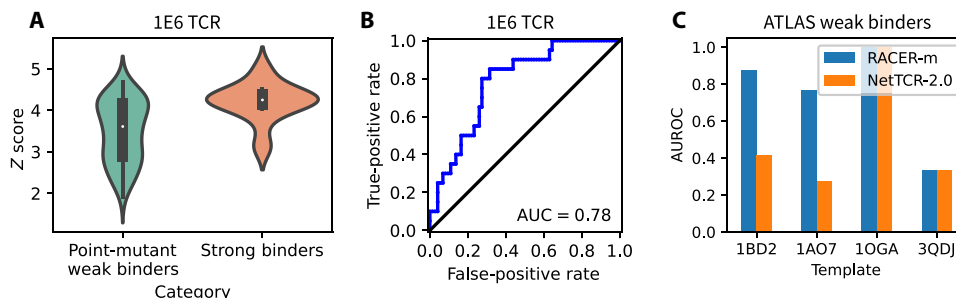 A
1E6 TCR
Z score
5
4
3
2
Point-mutant
weak binders
Strong binders
Category
B
1E6 TCR
True-positive rate
1.0
0.8
0.6
0.4
0.2
0.0
AUC = 0.78
0.0 0.2 0.4 0.6 0.8 1.0
False-positive rate
C
ATLAS weak binders
AUROC
1.0
0.8
0.6
0.4
0.2
0.0
RACER-m
NetTCR-2.0
1BD2 1AO7 1OGA 3QDJ
Template